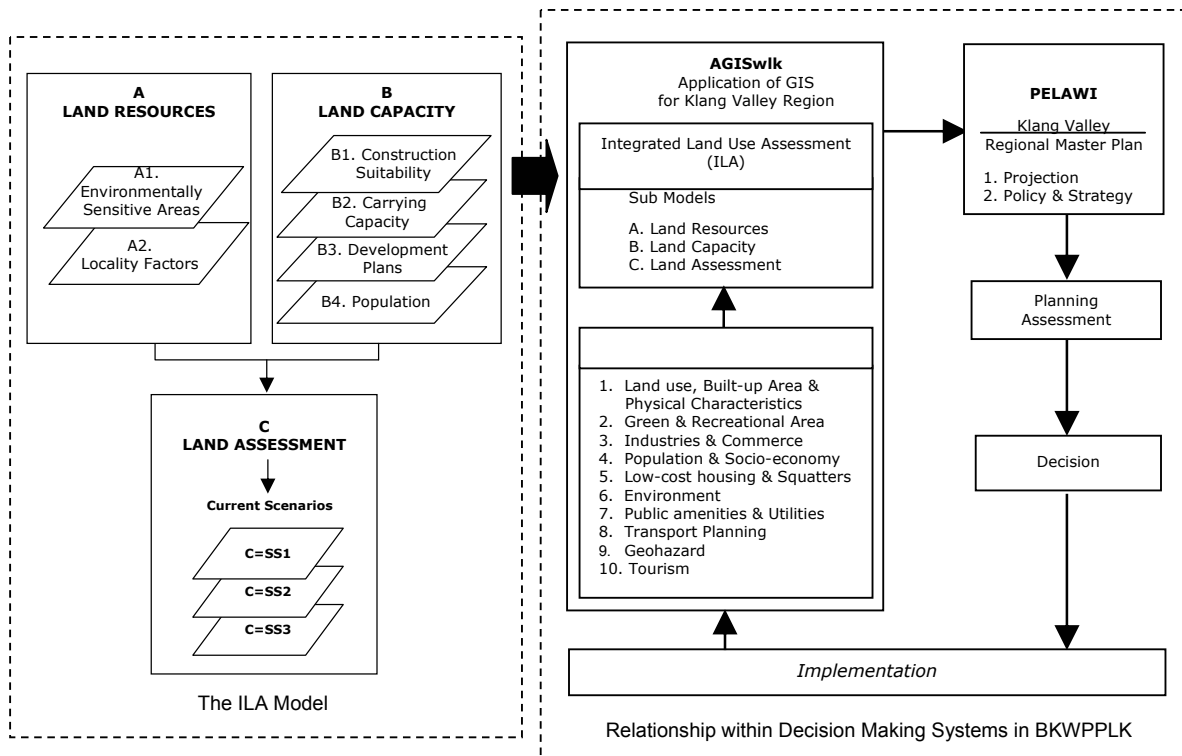 A
LAND RESOURCES
A1.
Environmentally
Sensitive Areas
A2.
Locality Factors
B
LAND CAPACITY
B1. Construction
Suitability
B2. Carrying
Capacity
B3. Development
Plans
B4. Population
C
LAND ASSESSMENT
Current Scenarios
C=SS1
C=SS2
C=SS3
The ILA Model
AGISwlk
Application of GIS
for Klang Valley Region
Integrated Land Use Assessment
(ILA)
Sub Models
A. Land Resources
B. Land Capacity
C. Land Assessment
1. Land use, Built-up Area &
Physical Characteristics
2. Green & Recreational Area
3. Industries & Commerce
4. Population & Socio-economy
5. Low-cost housing & Squatters
6. Environment
7. Public amenities & Utilities
8. Transport Planning
9. Geohazard
10. Tourism
PELAWI
Klang Valley
Regional Master Plan
1. Projection
2. Policy & Strategy
Planning
Assessment
Decision
Implementation
Relationship within Decision Making Systems in BKWPPLK